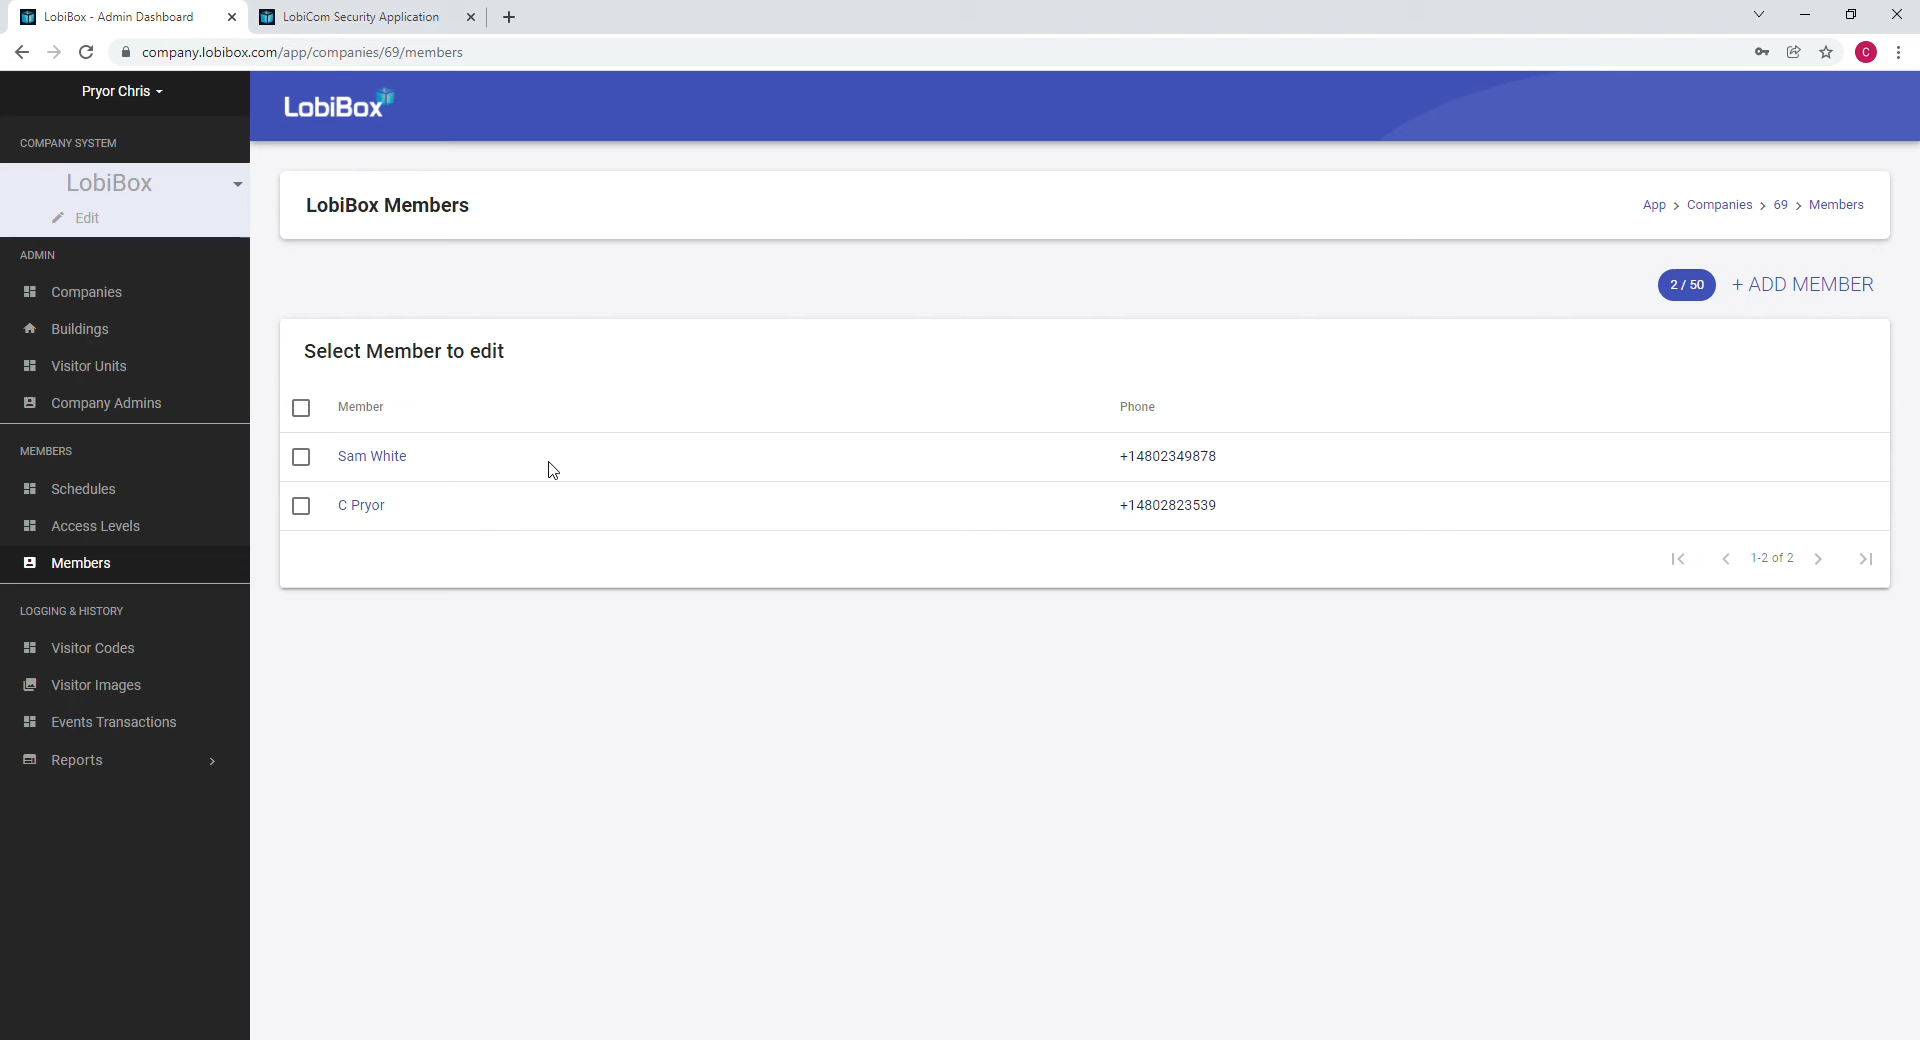 LobiBox - Admin Dashboard
LobiCom Security Application
company.lobibox.com/app/companies/69/members
C
Pryor Chris
LobiBox
COMPANY SYSTEM
LobiBox
Edit
ADMIN
Companies
Buildings
Visitor Units
Company Admins
MEMBERS
Schedules
Access Levels
Members
LOGGING & HISTORY
Visitor Codes
Visitor Images
Events Transactions
Reports
LobiBox Members
App > Companies > 69 > Members
2 / 50
+ ADD MEMBER
Select Member to edit
Member Phone
Sam White +14802349878
C Pryor +14802823539
1-2 of 2